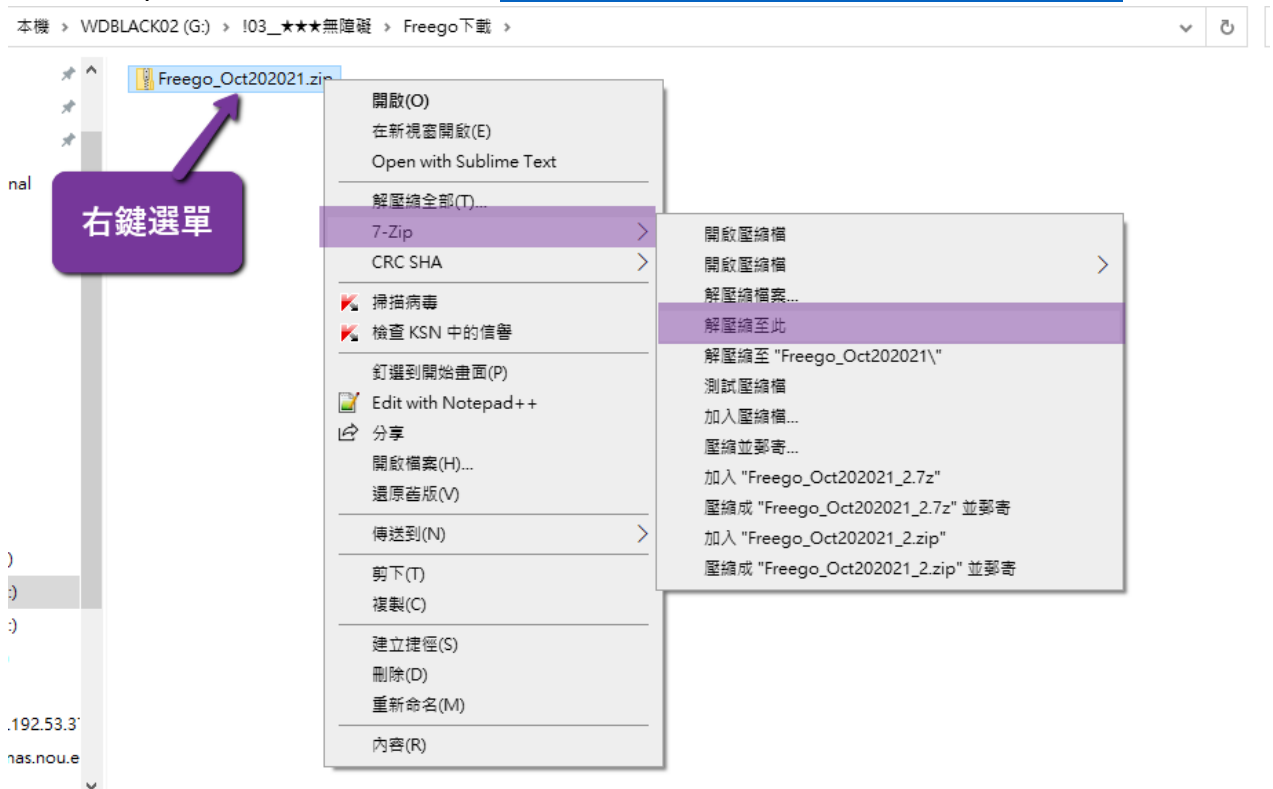 本機 › WDBLACK02 (G:) › !03__★★★無障礙 › Freego下載 ›
Freego_Oct202021.zip
右鍵選單
nal
:)
:)
.192.53.3
nas.nou.e
開啟(O)
在新視窗開啟(E)
Open with Sublime Text
解壓縮全部(T)...
7-Zip
CRC SHA
掃描病毒
檢查 KSN 中的信譽
釘選到開始畫面(P)
Edit with Notepad++
分享
開啟檔案(H)...
還原舊版(V)
傳送到(N)
剪下(T)
複製(C)
建立捷徑(S)
刪除(D)
重新命名(M)
內容(R)
開啟壓縮檔
開啟壓縮檔
解壓縮檔案...
解壓縮至此
解壓縮至 "Freego_Oct202021\"
測試壓縮檔
加入壓縮檔...
壓縮並郵寄...
加入 "Freego_Oct202021_2.7z"
壓縮成 "Freego_Oct202021_2.7z" 並郵寄
加入 "Freego_Oct202021_2.zip"
壓縮成 "Freego_Oct202021_2.zip" 並郵寄